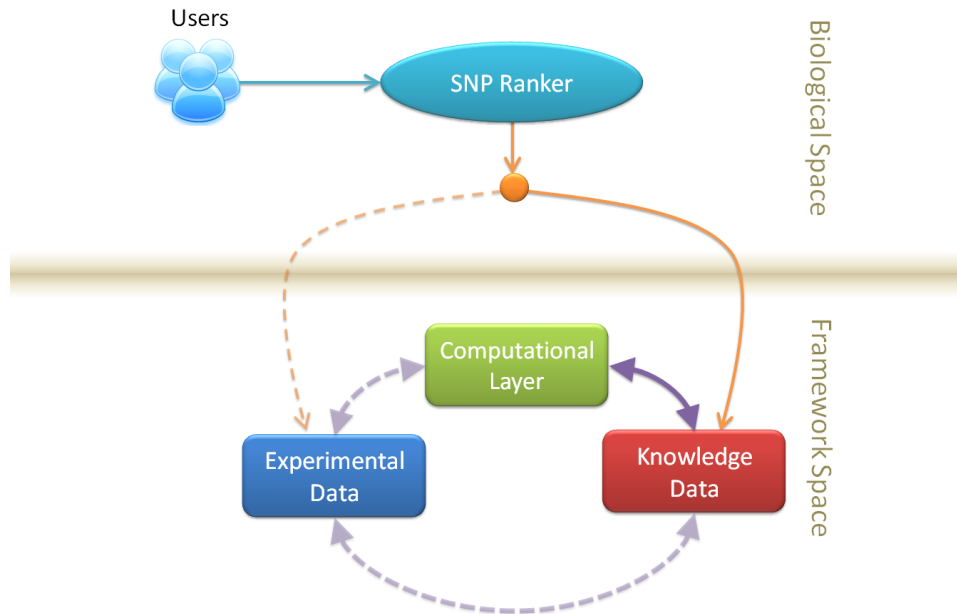 Users
SNP Ranker
Biological Space
Computational
Layer
Experimental
Data
Knowledge
Data
Framework Space